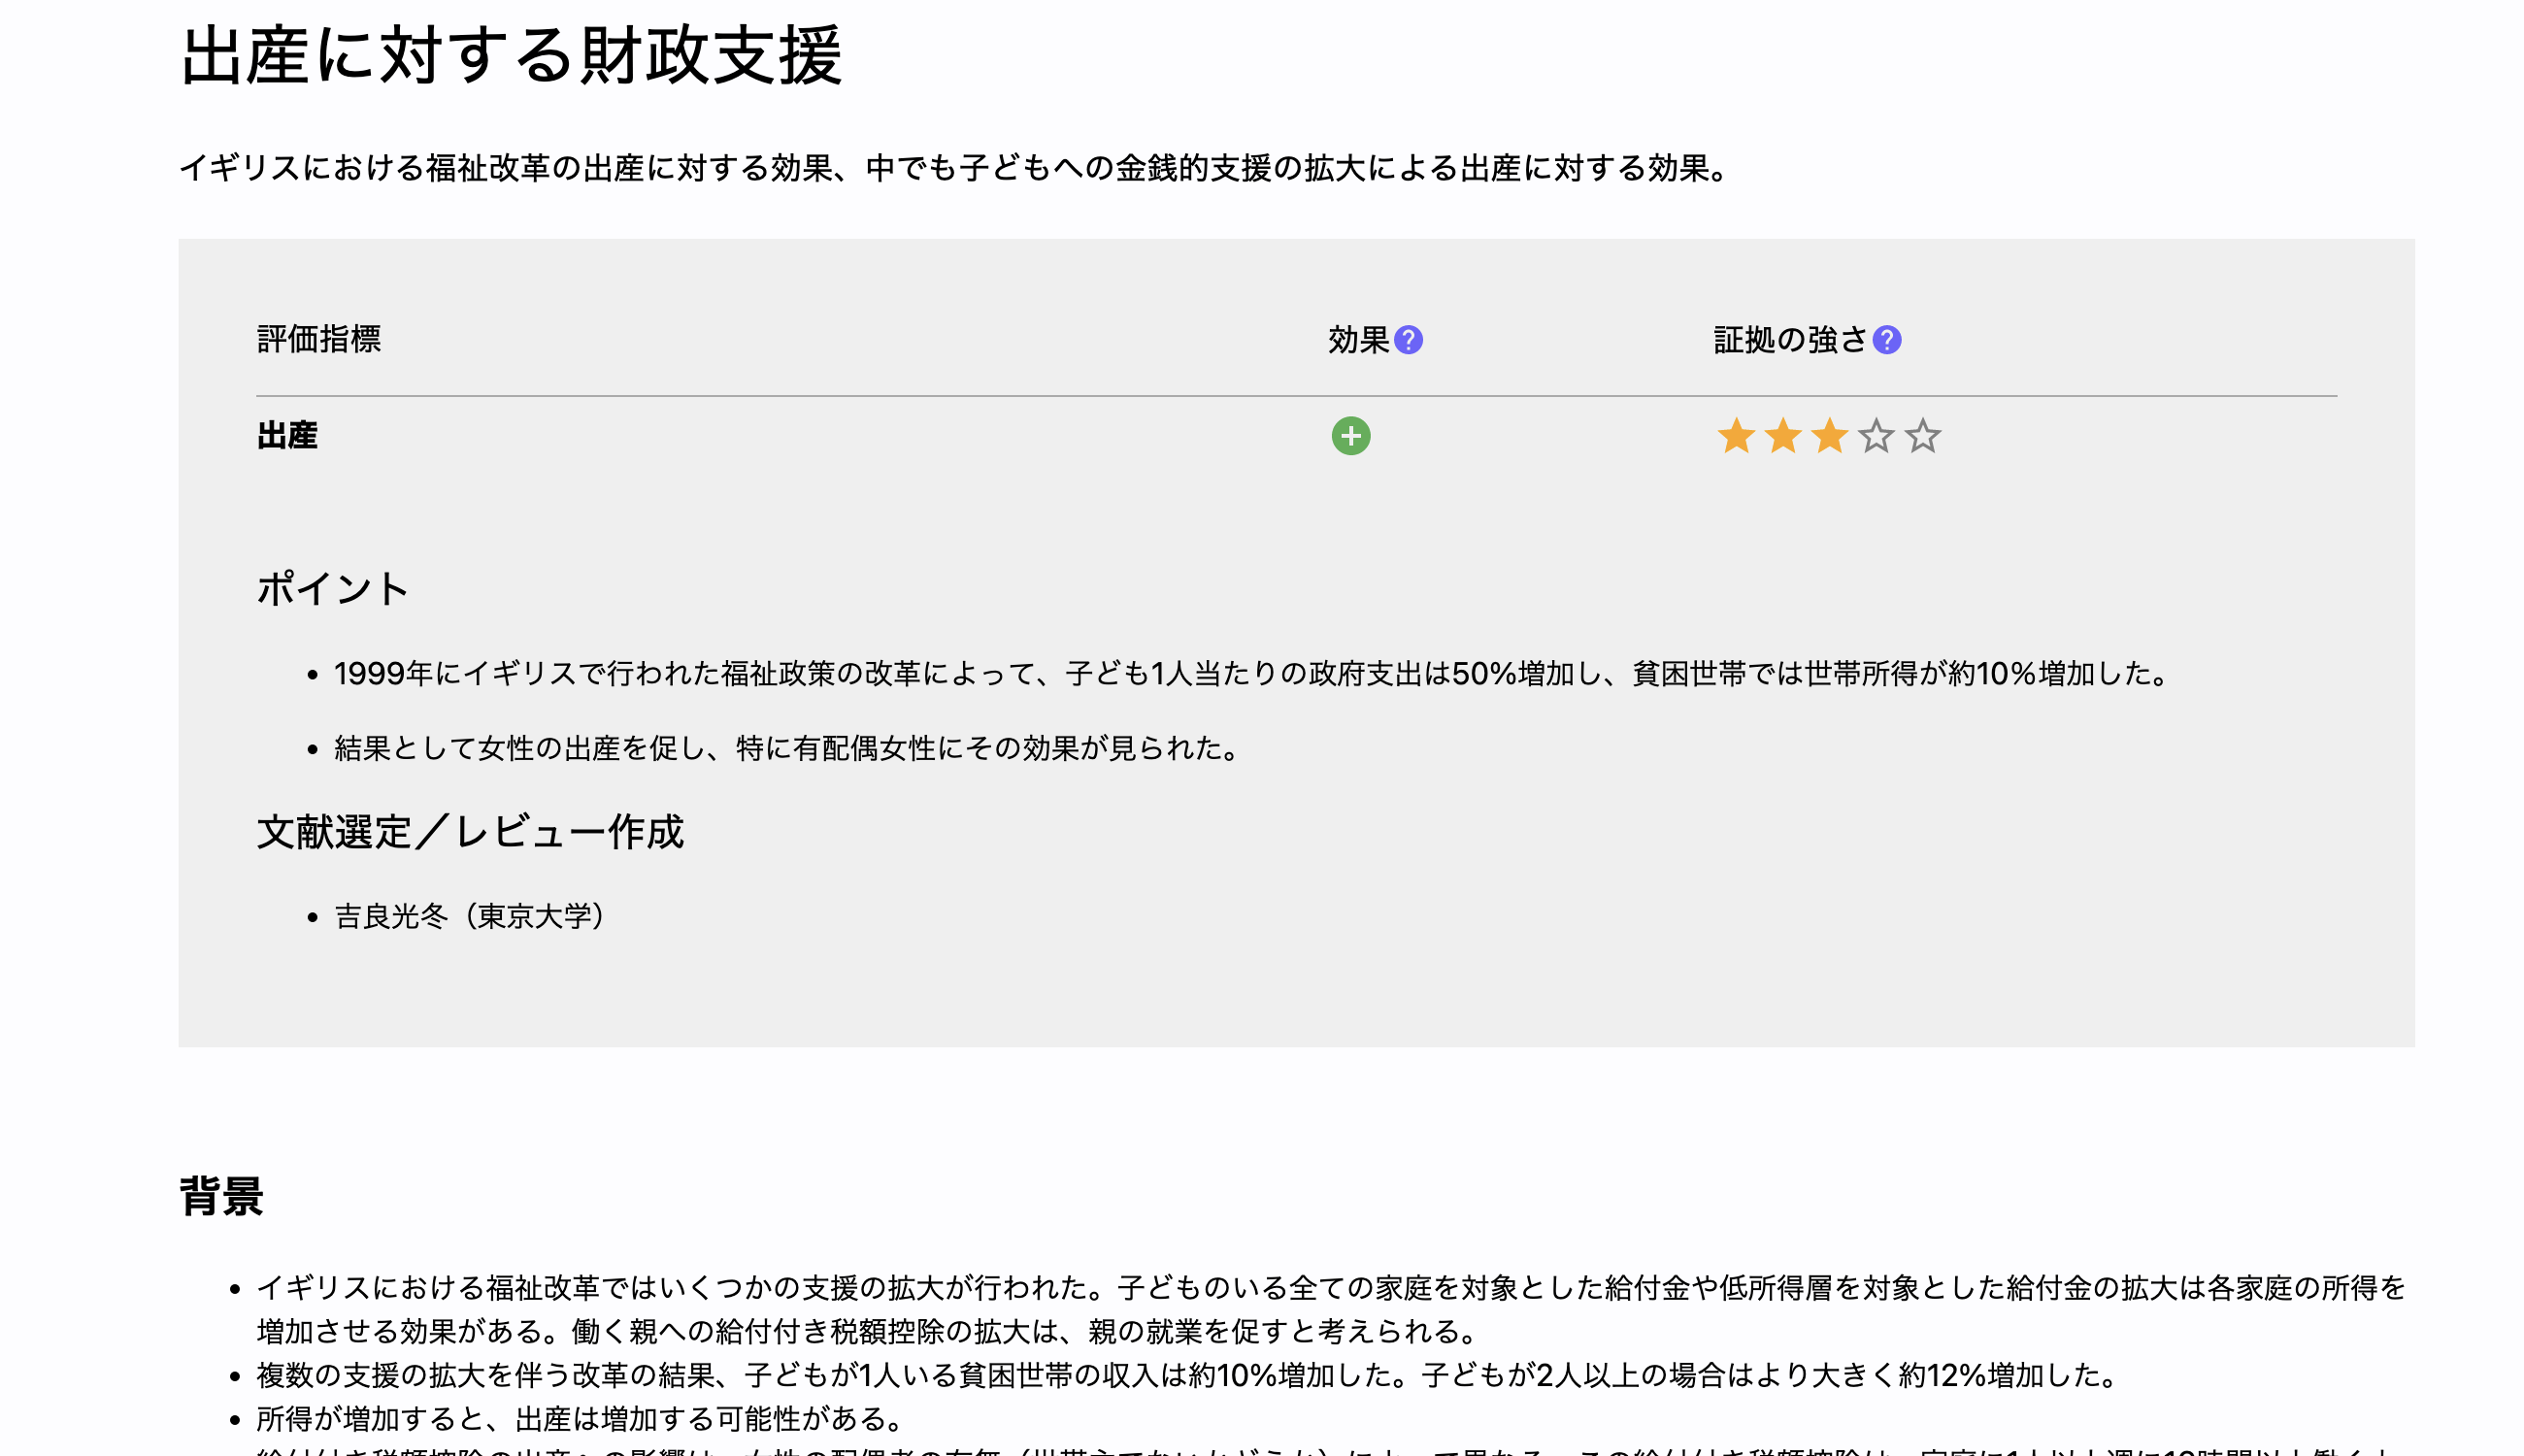 出産に対する財政支援
イギリスにおける福祉改革の出産に対する効果、中でも子どもへの金銭的支援の拡大による出産に対する効果。
評価指標 効果? 証拠の強さ?
出産
ポイント
1999年にイギリスで行われた福祉政策の改革によって、子ども1人当たりの政府支出は50%増加し、貧困世帯では世帯所得が約10%増加した。
結果として女性の出産を促し、特に有配偶女性にその効果が見られた。
文献選定／レビュー作成
吉良光冬（東京大学）
背景
イギリスにおける福祉改革ではいくつかの支援の拡大が行われた。子どものいる全ての家庭を対象とした給付金や低所得層を対象とした給付金の拡大は各家庭の所得を
増加させる効果がある。働く親への給付付き税額控除の拡大は、親の就業を促すと考えられる。
複数の支援の拡大を伴う改革の結果、子どもが1人いる貧困世帯の収入は約10%増加した。子どもが2人以上の場合はより大きく約12%増加した。
所得が増加すると、出産は増加する可能性がある。